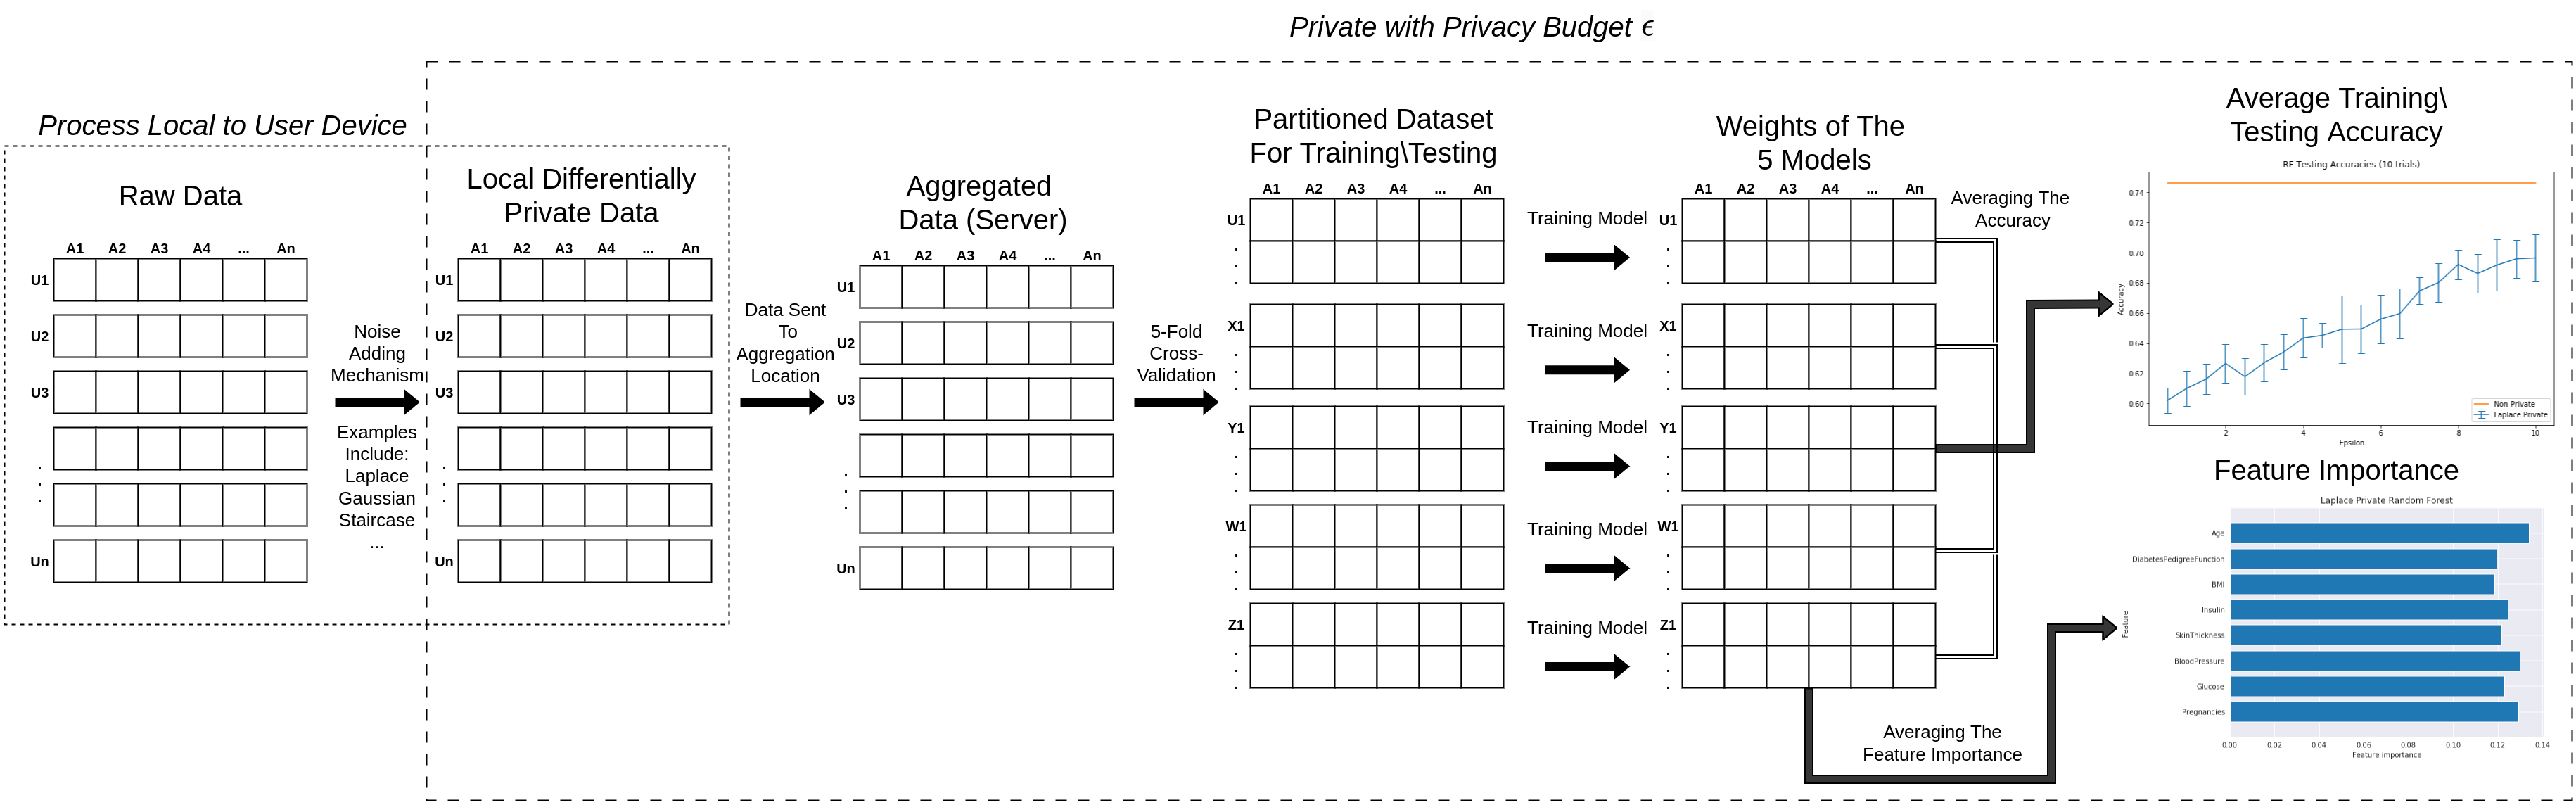 Private with Privacy Budget ϵ
Process Local to User Device
Raw Data
A1 A2 A3 A4 ... An
U1
U2
U3
.
.
.
Un
Noise
Adding
Mechanism
Examples
Include:
Laplace
Gaussian
Staircase
...
Local Differentially
Private Data
A1 A2 A3 A4 ... An
U1
U2
U3
.
.
.
Un
Data Sent
To
Aggregation
Location
Aggregated
Data (Server)
A1 A2 A3 A4 ... An
U1
U2
U3
.
.
.
Un
5-Fold
Cross-
Validation
Partitioned Dataset
For Training\Testing
A1 A2 A3 A4 ... An
U1
.
.
.
X1
.
.
.
Y1
.
.
.
W1
.
.
.
Z1
.
.
.
Training Model
Training Model
Training Model
Training Model
Training Model
Weights of The
5 Models
A1 A2 A3 A4 ... An
U1
.
.
.
X1
.
.
.
Y1
.
.
.
W1
.
.
.
Z1
.
.
.
Averaging The
Accuracy
Averaging The
Feature Importance
Average Training\
Testing Accuracy
RF Testing Accuracies (10 trials)
Accuracy
0.74
0.72
0.70
0.68
0.66
0.64
0.62
0.60
Non-Private
Laplace Private
2 4 6 8 10
Epsilon
Feature Importance
Laplace Private Random Forest
Feature
Age
DiabetesPedigreeFunction
BMI
Insulin
SkinThickness
BloodPressure
Glucose
Pregnancies
0.00 0.02 0.04 0.06 0.08 0.10 0.12 0.14
Feature importance